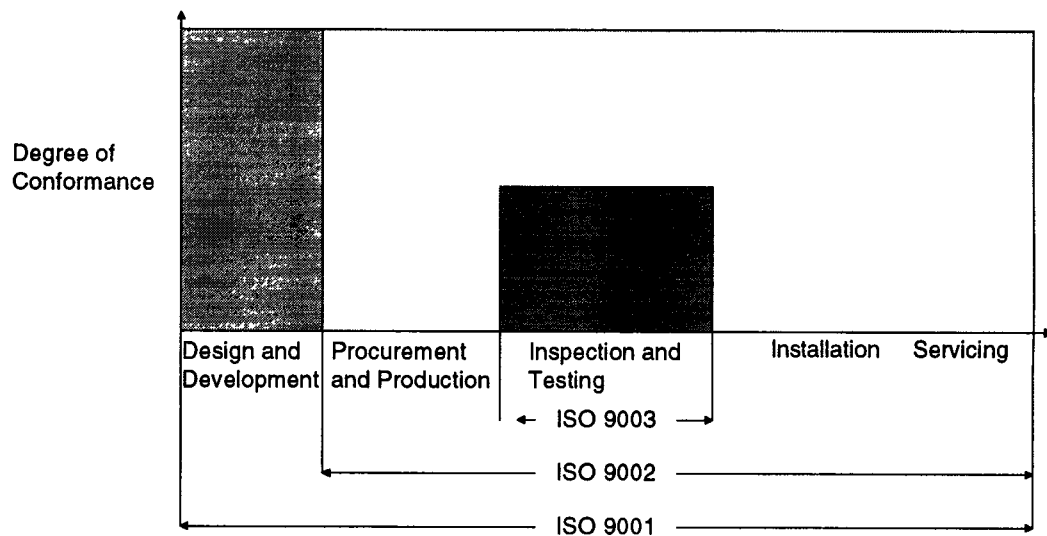 Degree of
Conformance
Design and
Development
Procurement
and Production
Inspection and
Testing
Installation
Servicing
ISO 9003
ISO 9002
ISO 9001